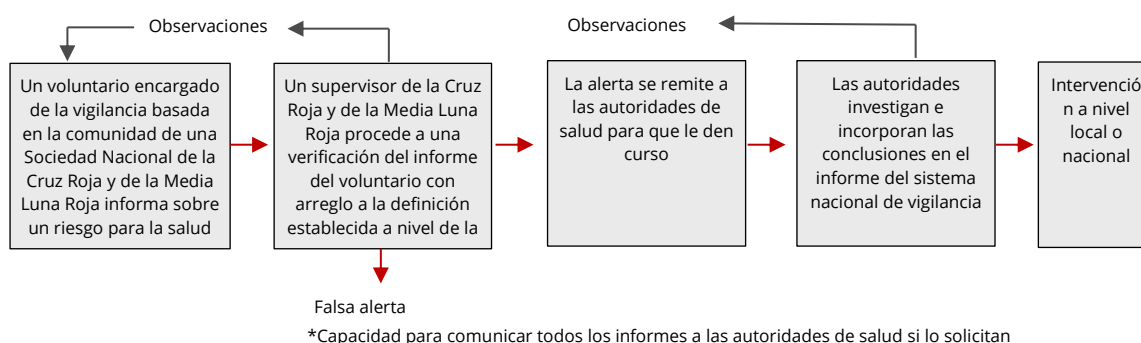 Observaciones
Observaciones
Un voluntario encargado
de la vigilancia basada
en la comunidad de una
Sociedad Nacional de la
Cruz Roja y de la Media
Luna Roja informa sobre
un riesgo para la salud
Un supervisor de la Cruz
Roja y de la Media Luna
Roja procede a una
verificación del informe
del voluntario con
arreglo a la definición
establecida a nivel de la
La alerta se remite a
las autoridades de
salud para que le den
curso
Las autoridades
investigan e
incorporan las
conclusiones en el
informe del sistema
nacional de vigilancia
Intervenció
n a nivel
local o
nacional
Falsa alerta
*Capacidad para comunicar todos los informes a las autoridades de salud si lo solicitan